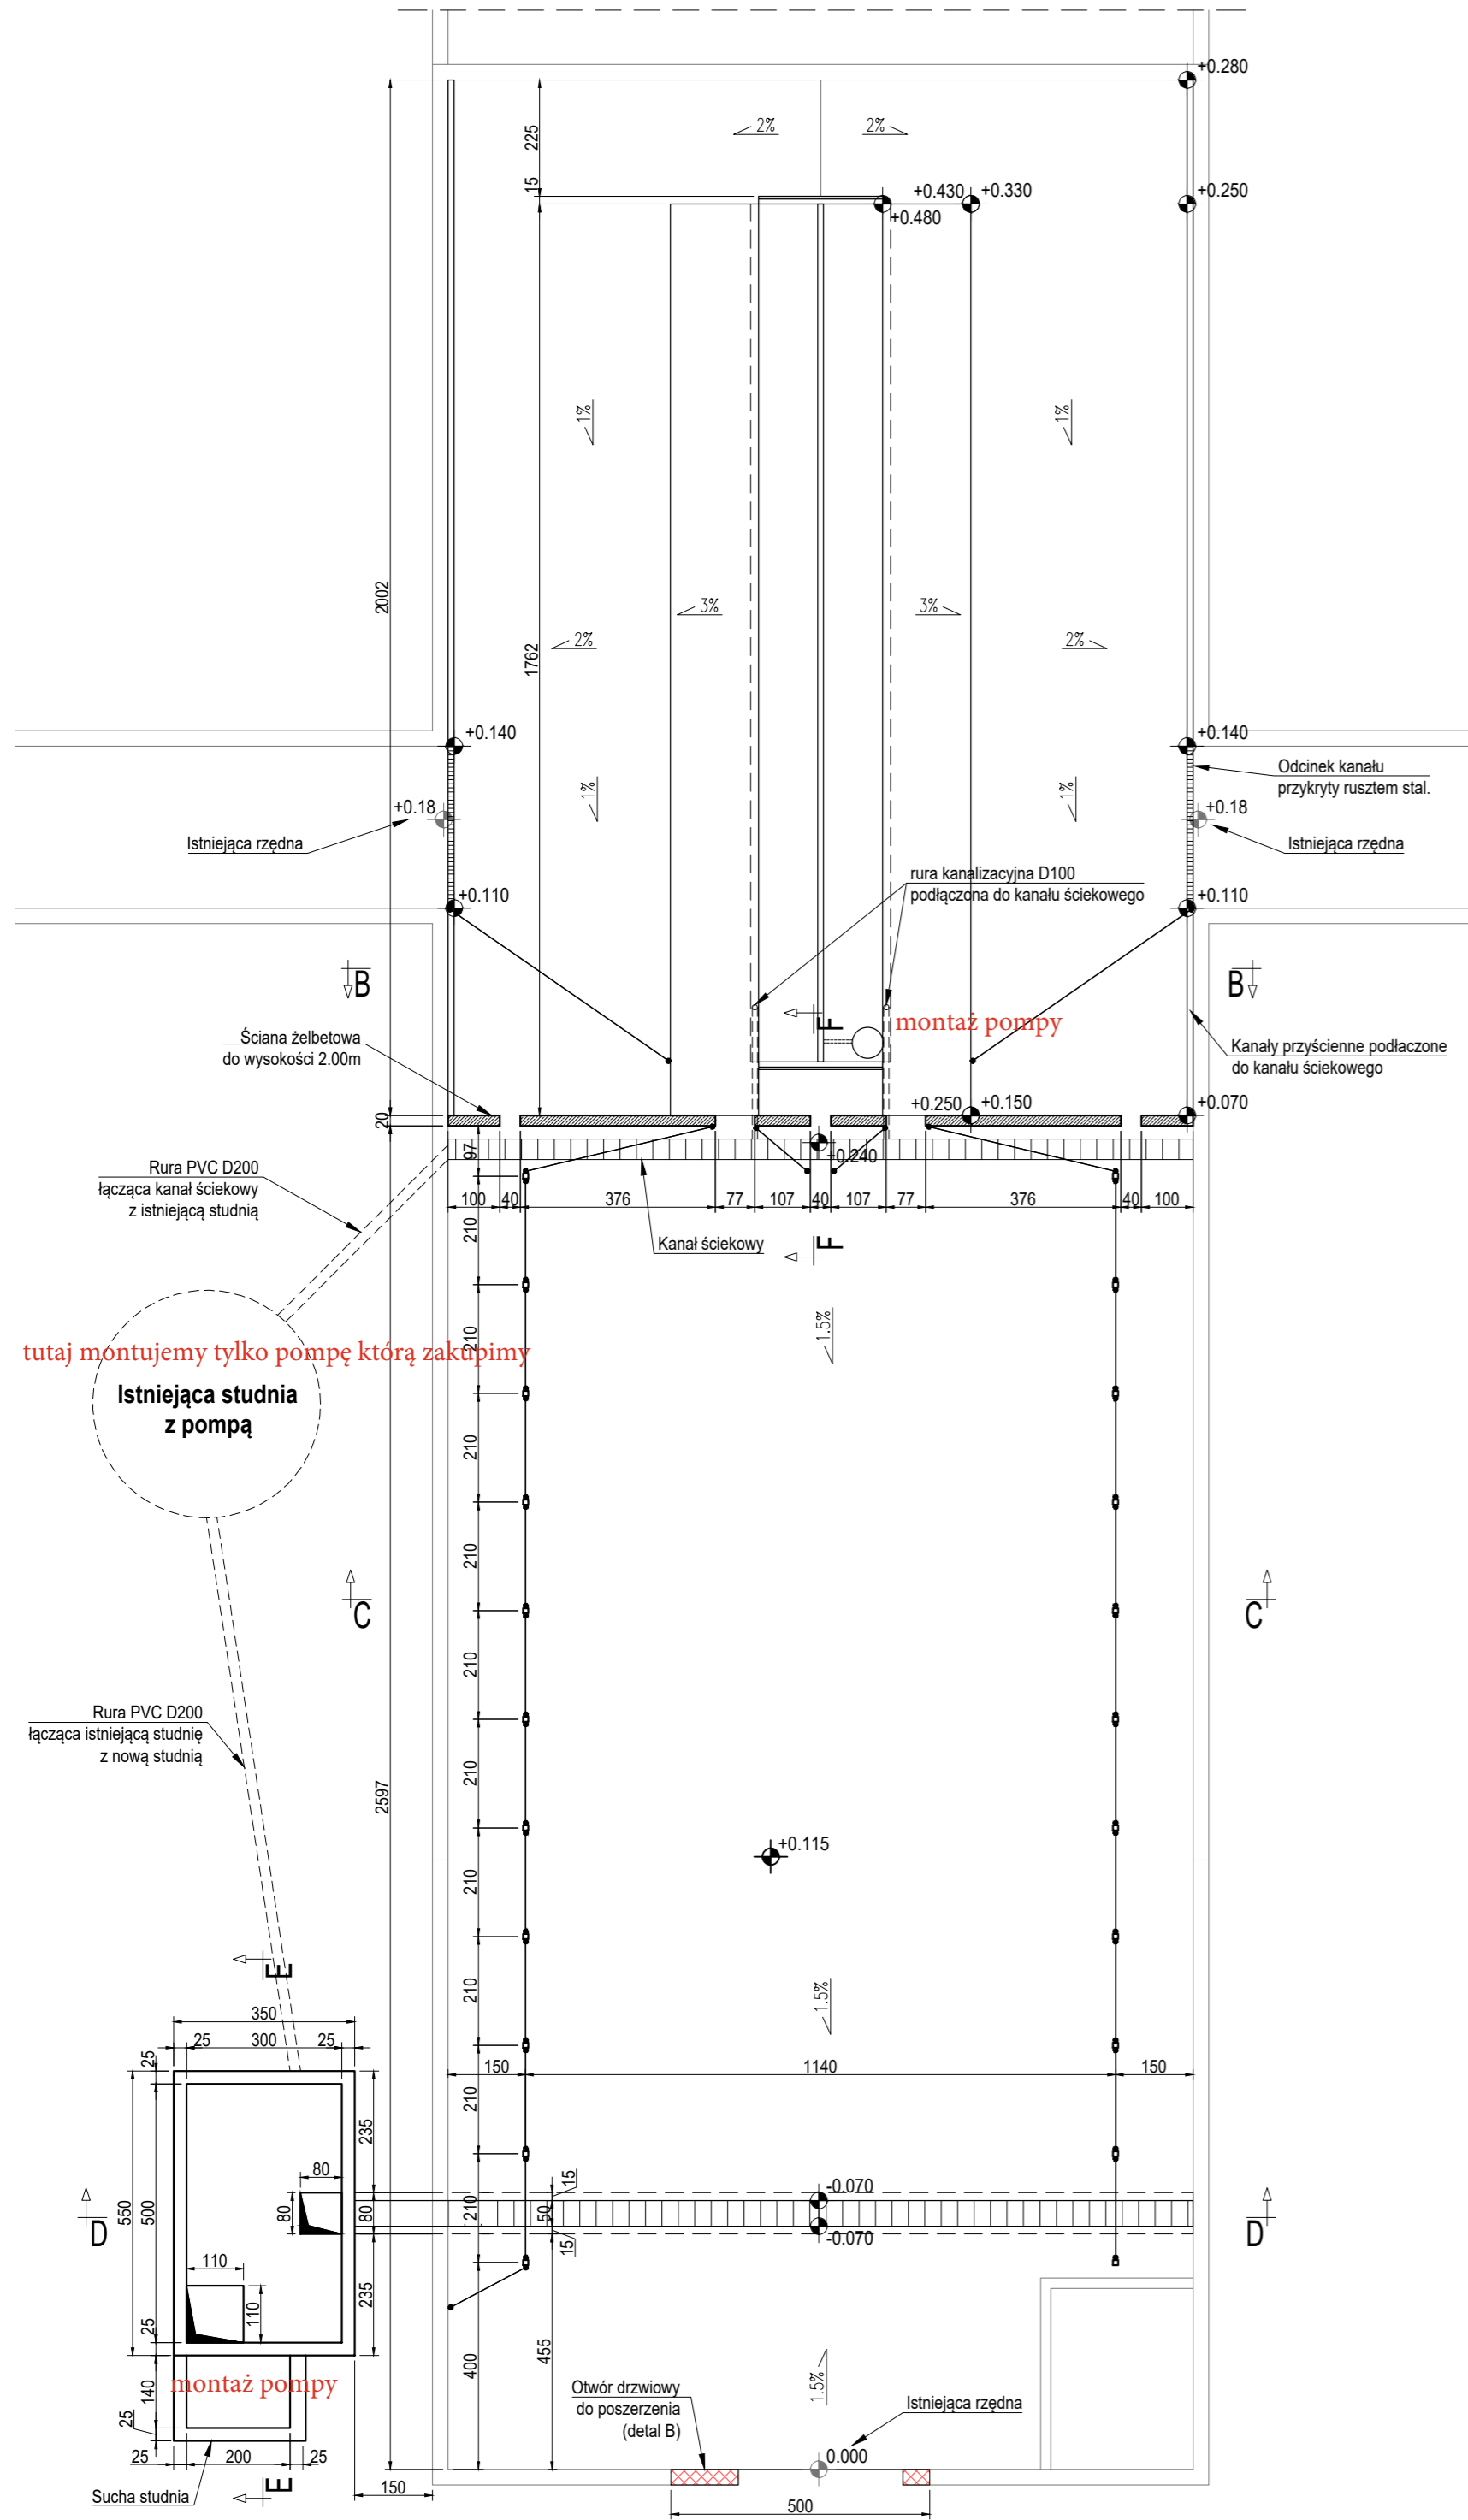 +0.280
225
2%
2%
15
+0.430
+0.330
+0.480
+0.250
1%
1%
2002
3%
3%
2%
2%
1762
+0.140
+0.140
Odcinek kanału
przykryty rusztem stal.
1%
1%
+0.18
+0.18
Istniejąca rzędna
Istniejąca rzędna
rura kanalizacyjna D100
podłączona do kanału ściekowego
+0.110
+0.110
B
B
F
montaż pompy
Ściana żelbetowa
do wysokości 2.00m
Kanały przyścienne podłaczone
do kanału ściekowego
+0.250
+0.150
+0.070
20
97
+0.240
Rura PVC D200
łącząca kanał ściekowy
z istniejącą studnią
100
40
376
77
107
40
107
77
376
40
100
210
Kanał ściekowy
F
1.5%
210
tutaj montujemy tylko pompę którą zakupimy
Istniejąca studnia
z pompą
210
210
C
C
210
Rura PVC D200
łącząca istniejącą studnię
z nową studnią
210
2597
+0.115
210
E
210
1.5%
350
25
300
25
25
150
1140
150
210
235
80
15
-0.070
D
550
500
80
80
210
50
-0.070
D
15
110
110
235
25
400
455
montaż pompy
140
1.5%
Otwór drzwiowy
do poszerzenia
(detal B)
Istniejąca rzędna
25
0.000
25
200
25
Sucha studnia
E
150
500